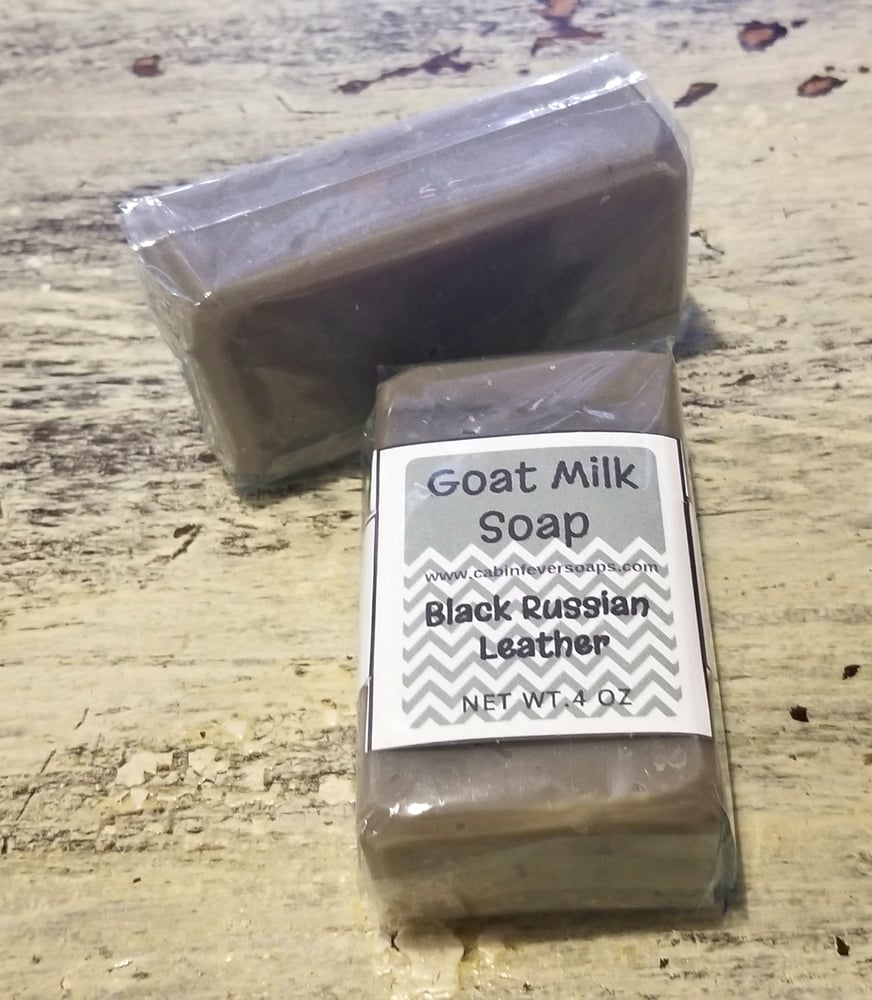 Goat Milk
Soap
www.cabinfeversoaps.com
Black Russian
Leather
NET WT.4 OZ